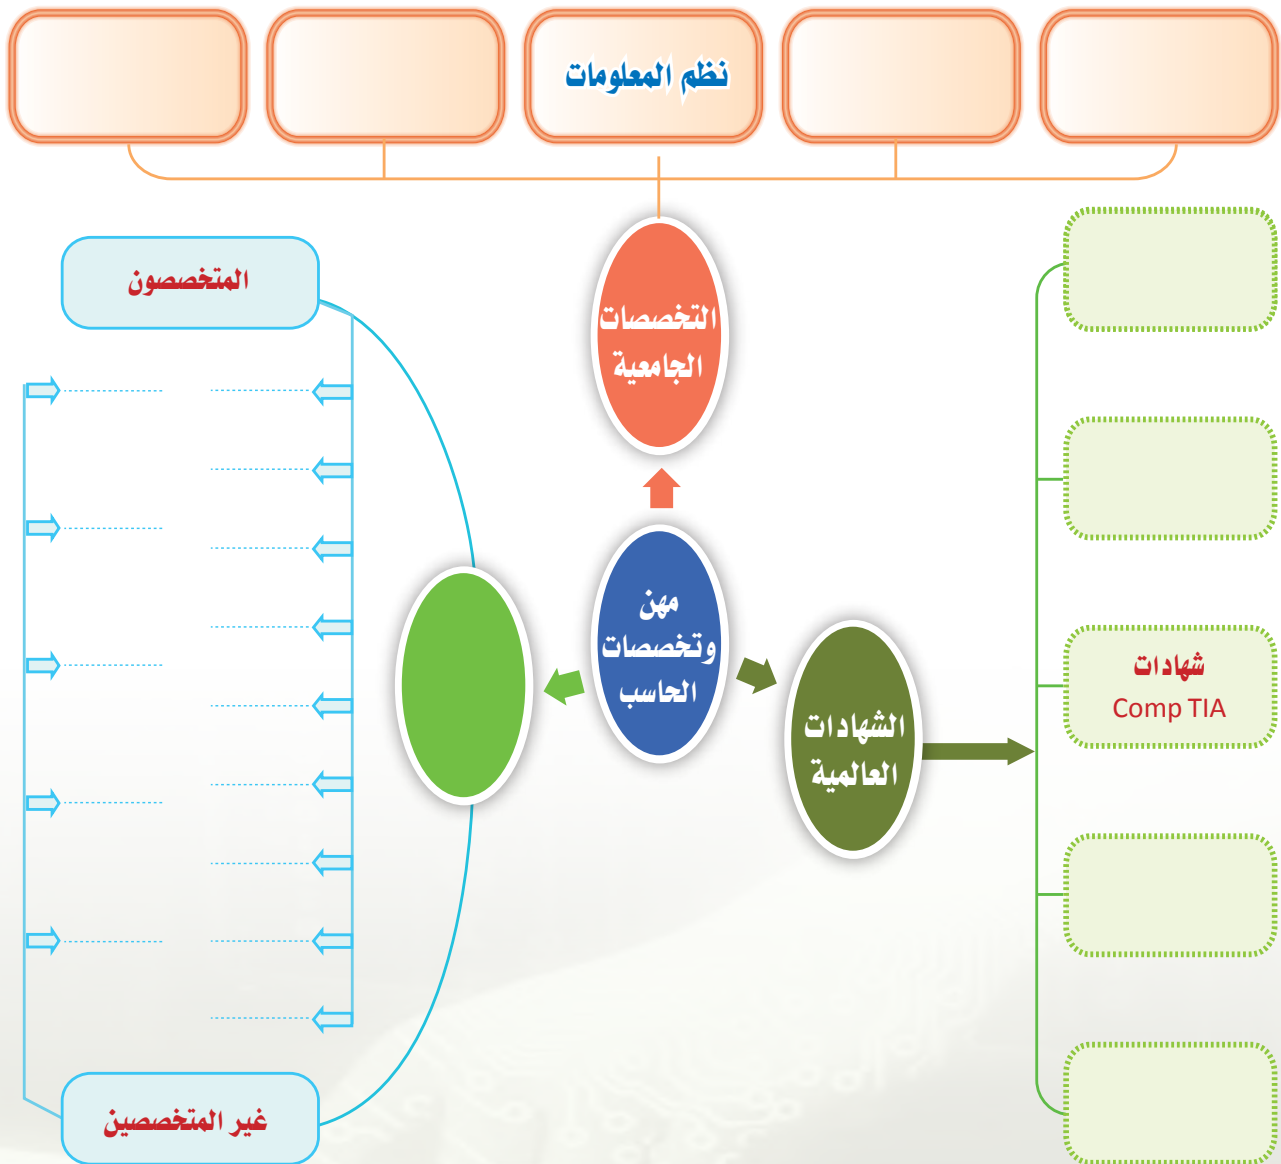 نظم المعلومات
التخصصات
الجامعية
المتخصصون
مهن
وتخصصات
الحاسب
شهادات
Comp TIA
الشهادات
العالمية
غير المتخصصين